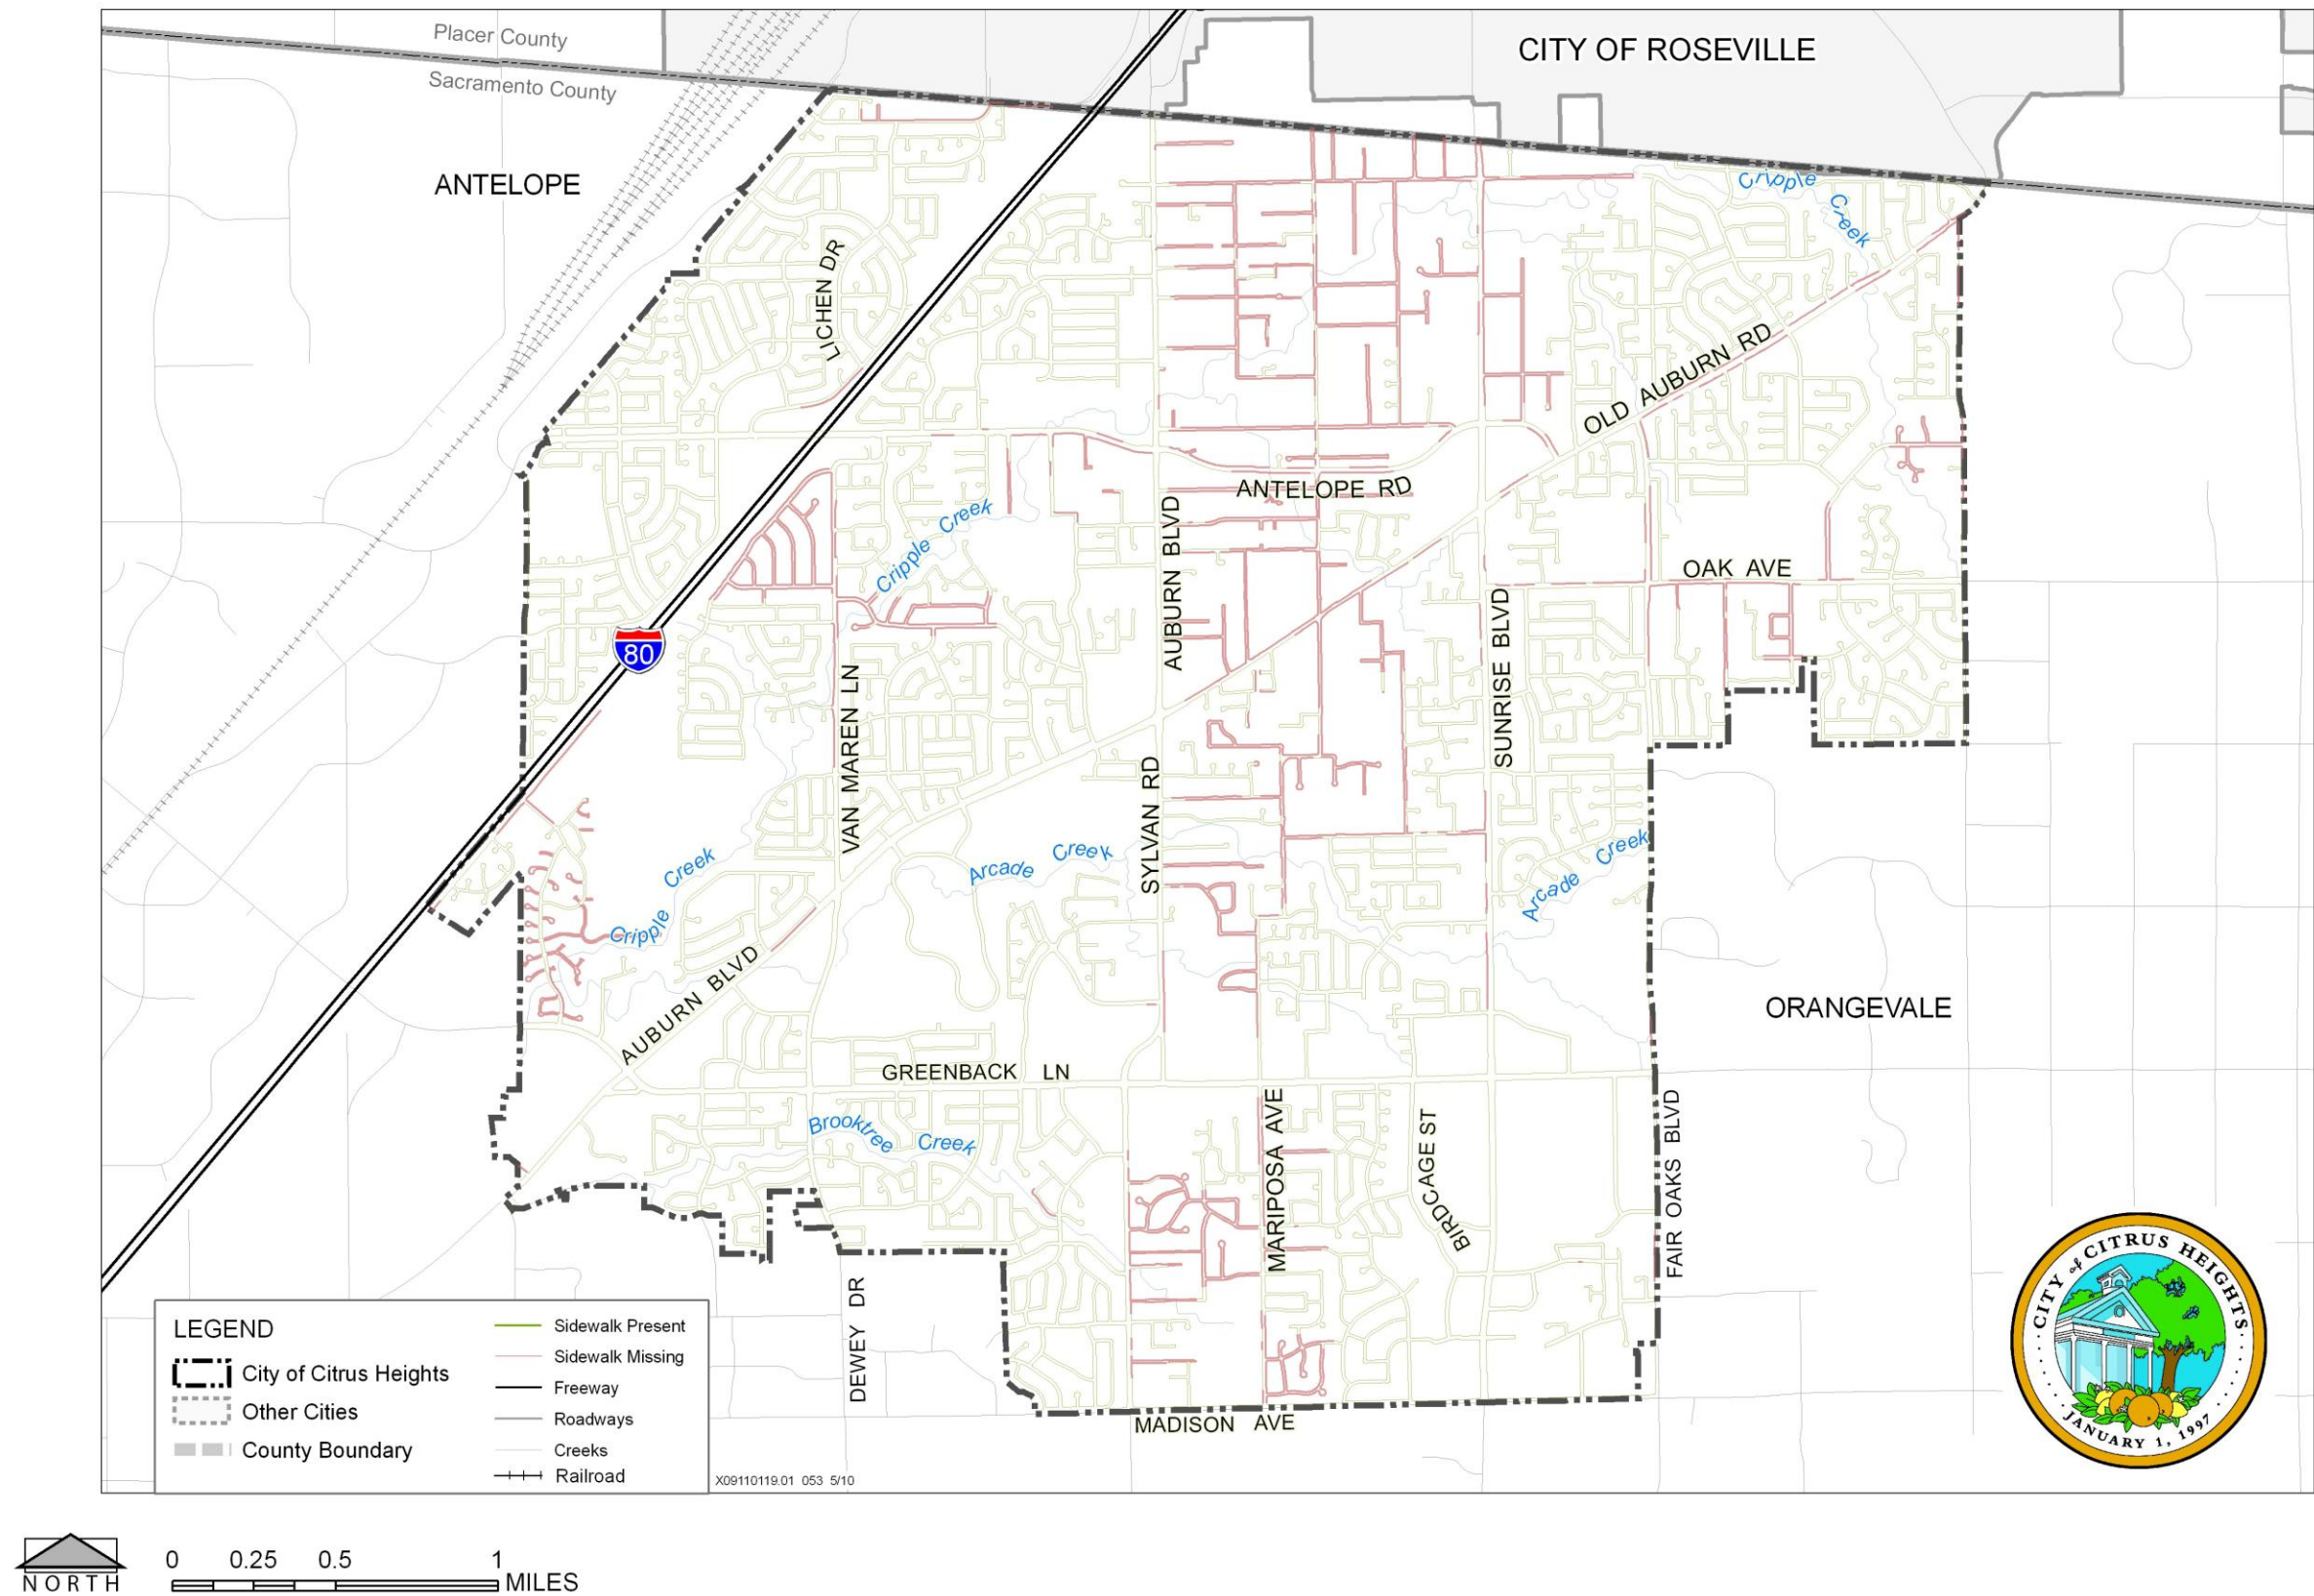 Placer County
Sacramento County
CITY OF ROSEVILLE
ANTELOPE
Cripple
Creek
LICHEN DR
OLD AUBURN RD
ANTELOPE RD
Cripple Creek
AUBURN BLVD
OAK AVE
80
SUNRISE BLVD
VAN MAREN LN
SYLVAN RD
Cripple Creek
Arcade Creek
Arcade Creek
AUBURN BLVD
ORANGEVALE
GREENBACK LN
Brooktree Creek
MARIPOSA AVE
BIRDCAGE ST
FAIR OAKS BLVD
DEWEY DR
MADISON AVE
LEGEND
City of Citrus Heights
Other Cities
County Boundary
Sidewalk Present
Sidewalk Missing
Freeway
Roadways
Creeks
Railroad
X09110119.01 053 5/10
CITY of CITRUS HEIGHTS
JANUARY 1, 1997
NORTH
0 0.25 0.5 1
MILES